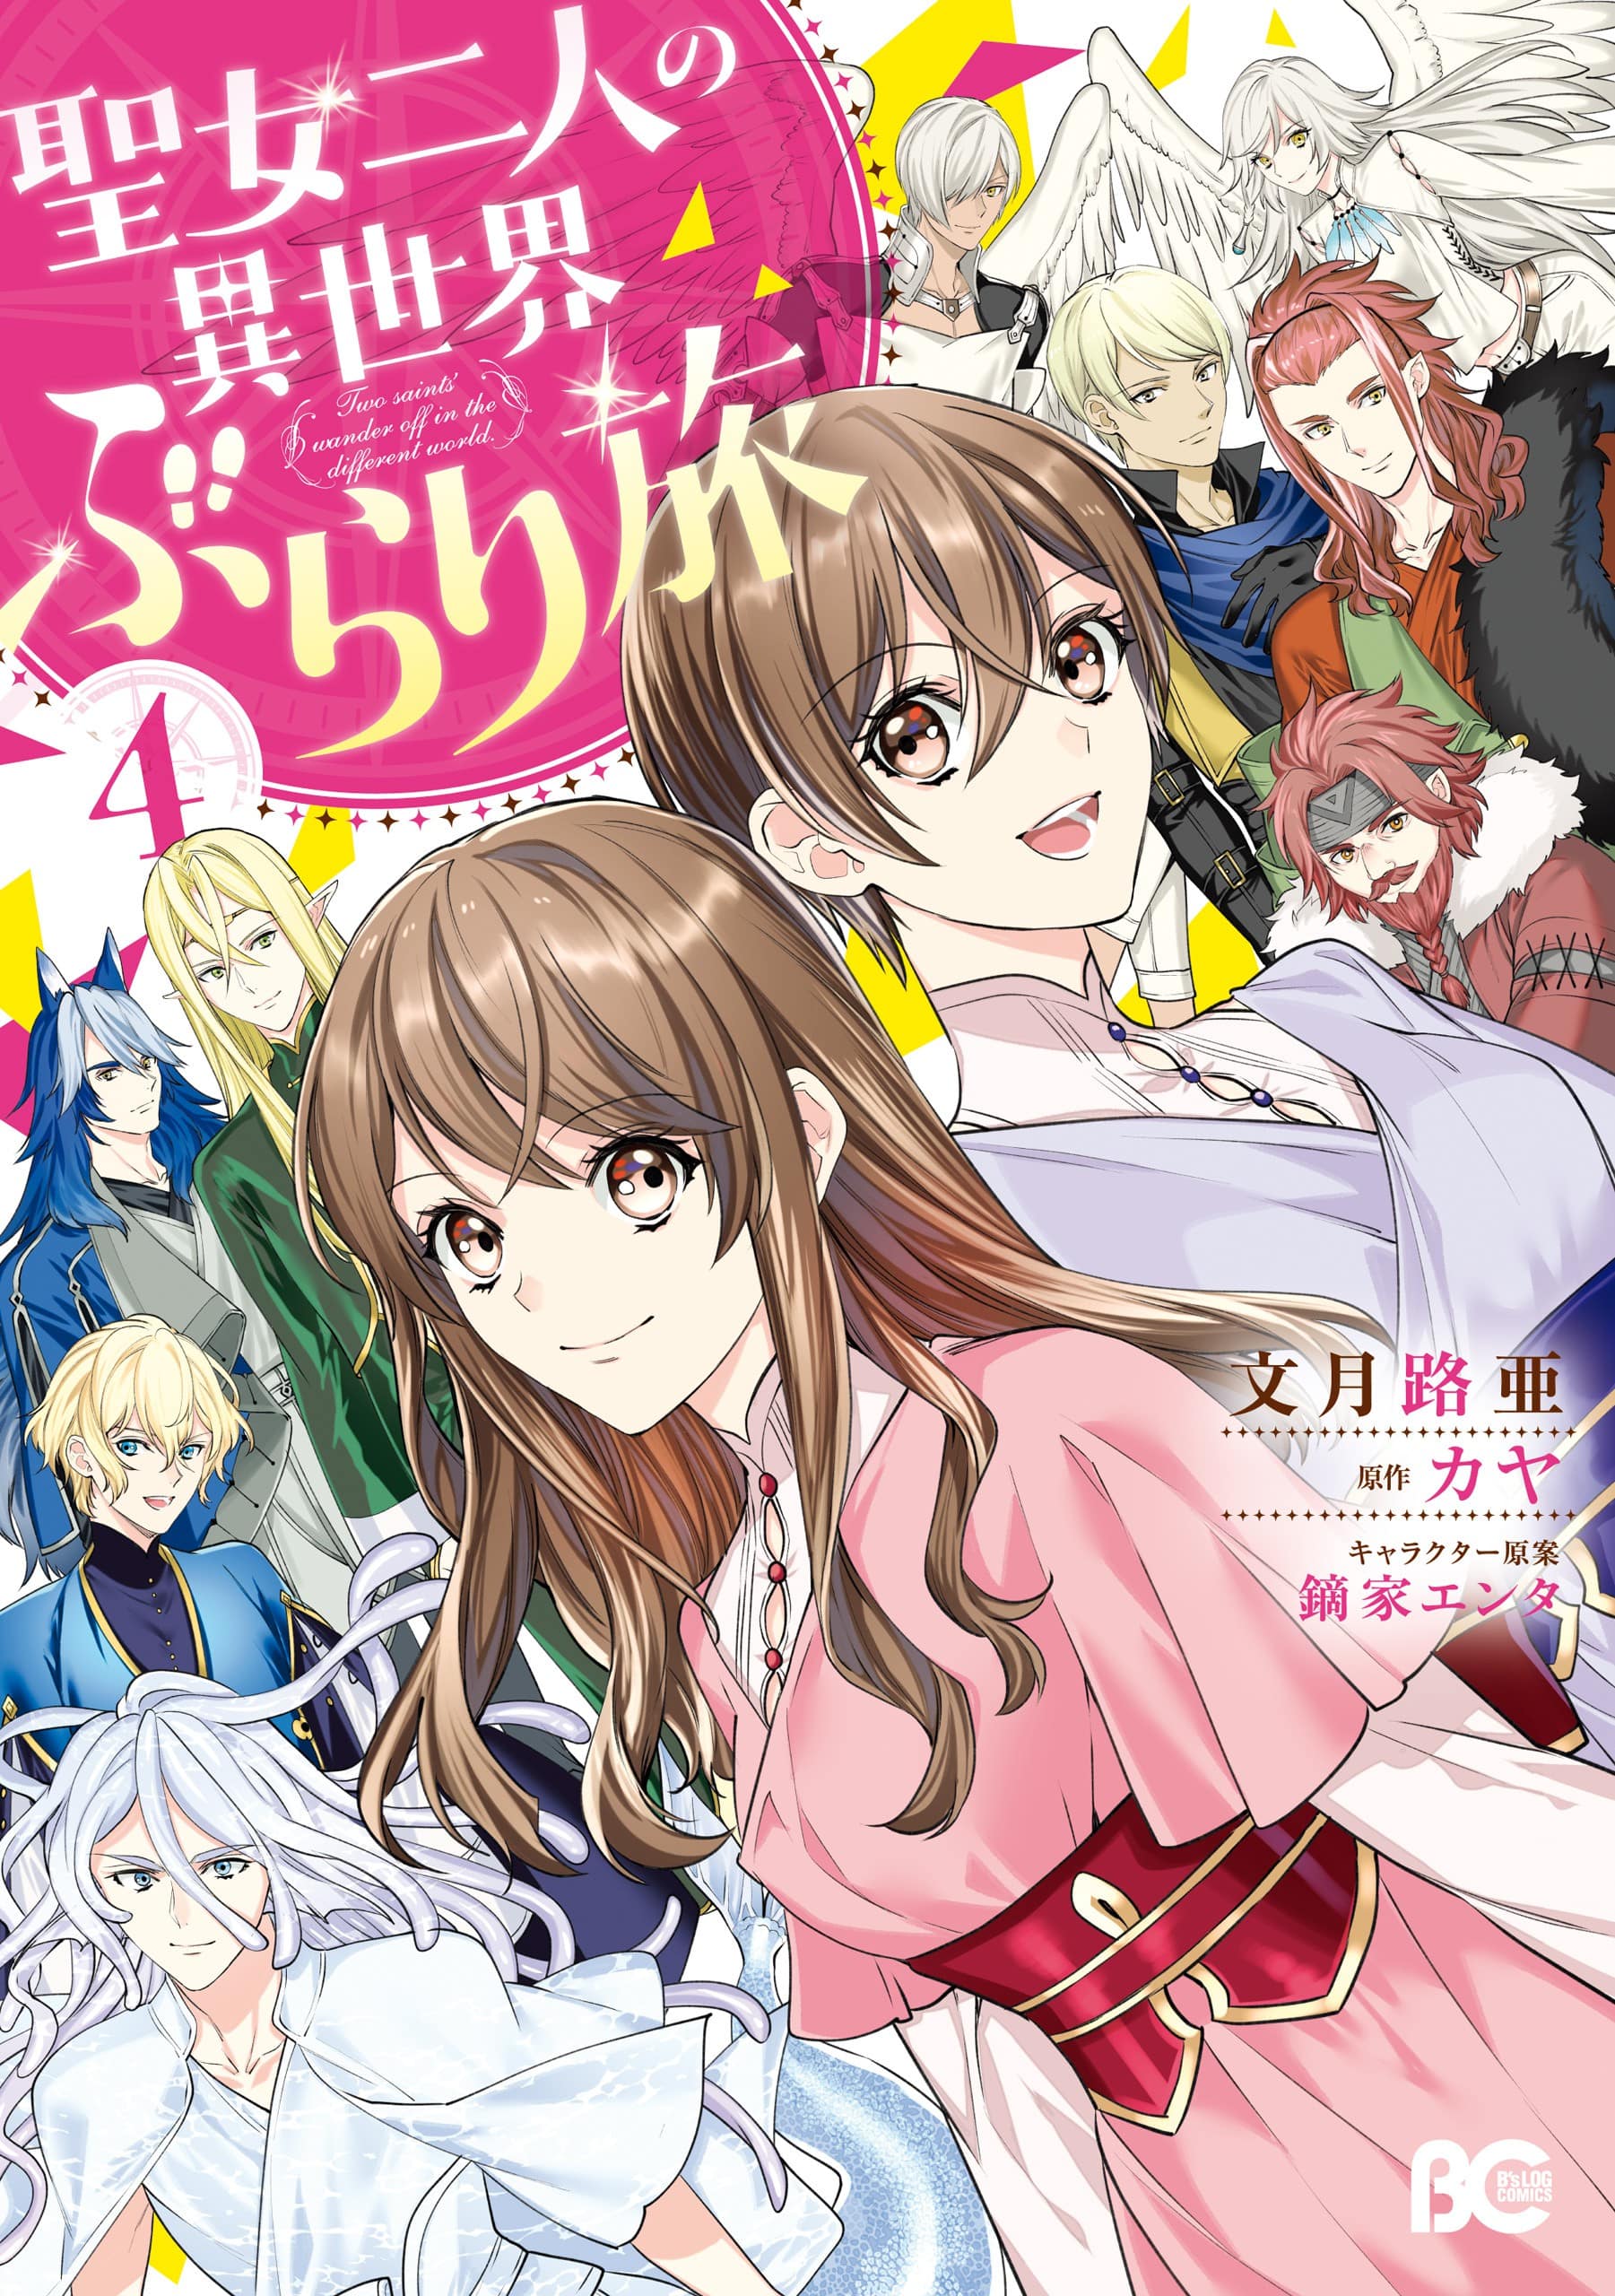 聖女二人の
異世界
ぶらり旅
Two saints'
wander off in the
different world.
4
文月路亜
原作 カヤ
キャラクター原案
鏑家エンタ
BC
B'sLOG
COMICS